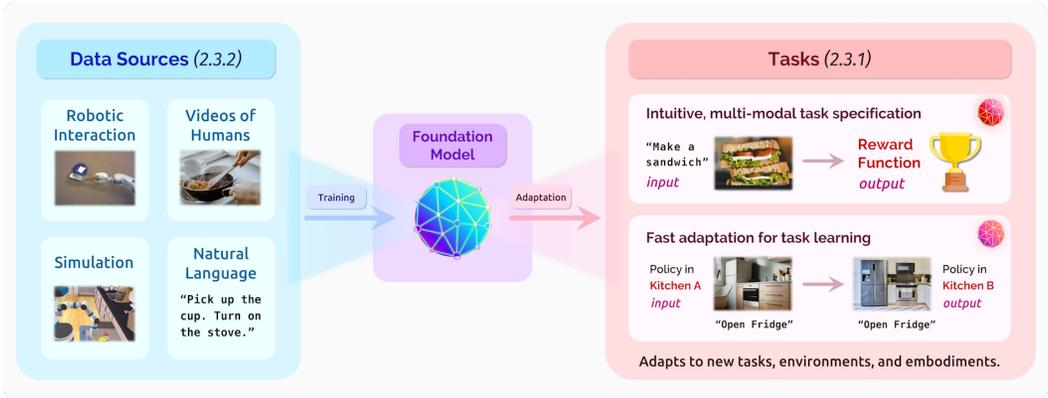 Data Sources (2.3.2)
Robotic
Interaction
Videos of
Humans
Simulation
Natural
Language
“Pick up the
cup. Turn on
the stove.”
Training
Foundation
Model
Adaptation
Tasks (2.3.1)
Intuitive, multi-modal task specification
“Make a
sandwich”
input
Reward
Function
output
Fast adaptation for task learning
Policy in
Kitchen A
input
“Open Fridge”
“Open Fridge”
Policy in
Kitchen B
output
Adapts to new tasks, environments, and embodiments.